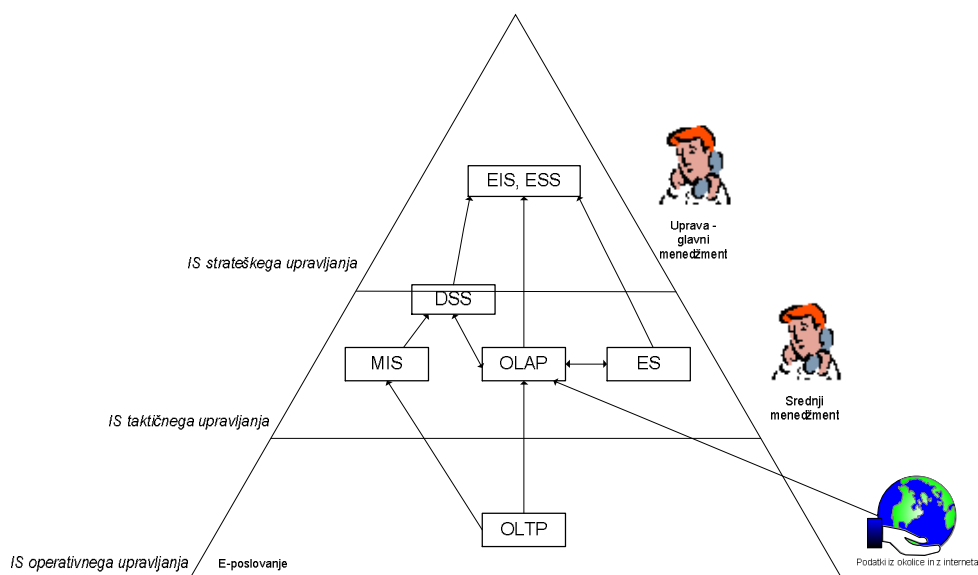 EIS, ESS
Uprava -
glavni
menedžment
IS strateškega upravljanja
DSS
MIS
OLAP
ES
Srednji
menedžment
IS taktičnega upravljanja
OLTP
IS operativnega upravljanja
E-poslovanje
Podatki iz okolice in z interneta